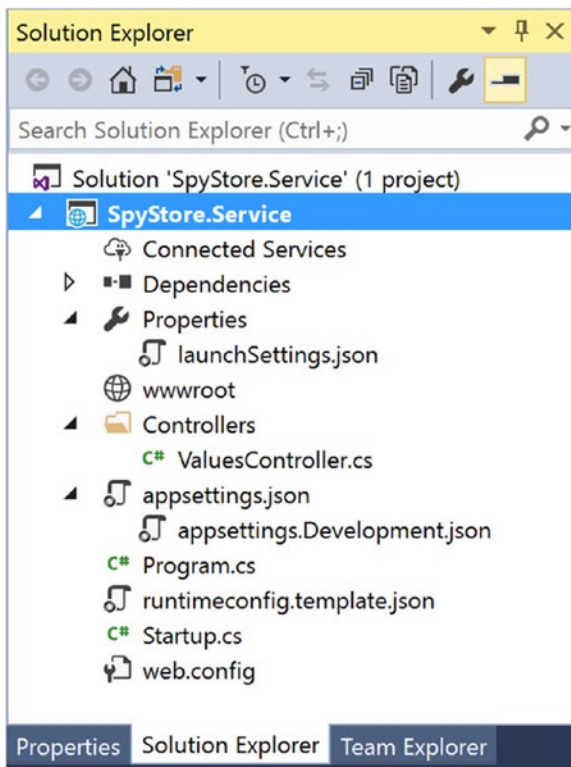 Solution Explorer
Search Solution Explorer (Ctrl+;)
Solution 'SpyStore.Service' (1 project)
SpyStore.Service
Connected Services
Dependencies
Properties
launchSettings.json
wwwroot
Controllers
C# ValuesController.cs
appsettings.json
appsettings.Development.json
C# Program.cs
runtimeconfig.template.json
C# Startup.cs
web.config
Properties Solution Explorer Team Explorer